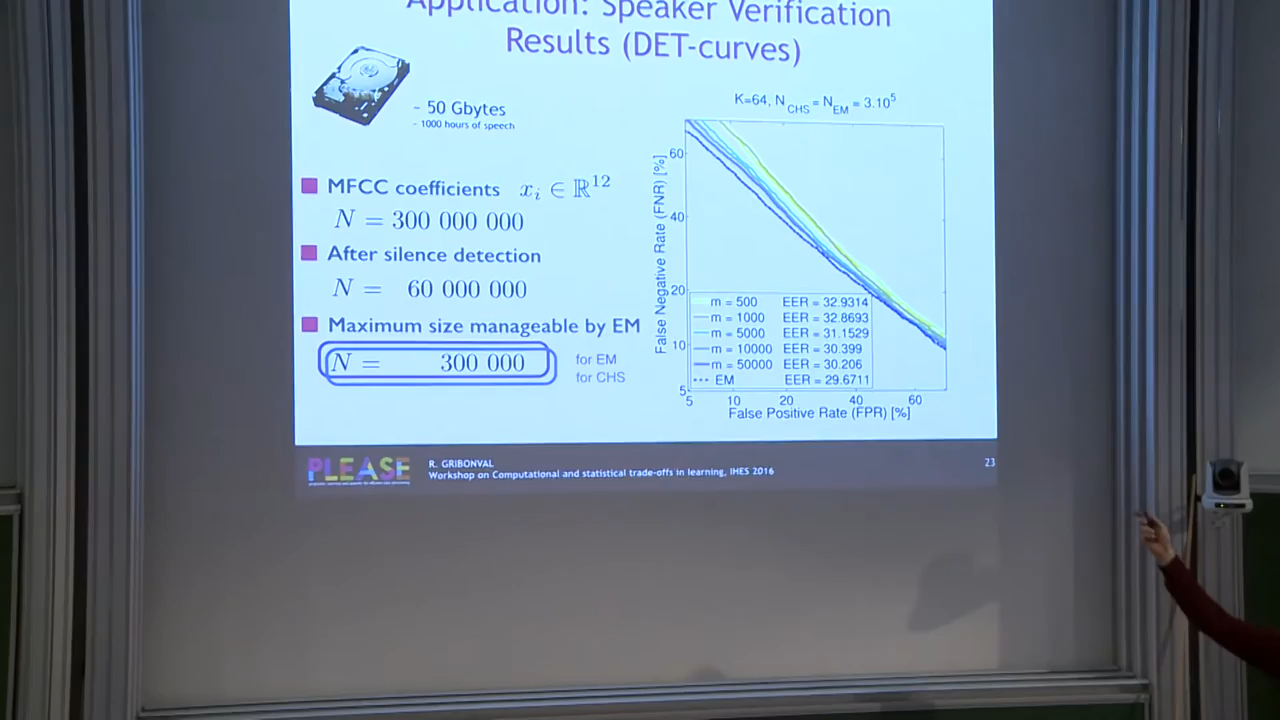 Application: Speaker Verification
Results (DET-curves)
~ 50 Gbytes
~ 1000 hours of speech
MFCC coefficients x_i ∈ ℝ^12
N = 300 000 000
After silence detection
N = 60 000 000
Maximum size manageable by EM
N = 300 000
for EM
for CHS
K=64, N_CHS = N_EM = 3.10^5
False Negative Rate (FNR) [%]
60
40
20
10
5
m = 500 EER = 32.9314
m = 1000 EER = 32.8693
m = 5000 EER = 31.1529
m = 10000 EER = 30.399
m = 50000 EER = 30.206
EM EER = 29.6711
5 10 20 40 60
False Positive Rate (FPR) [%]
PLEASE
R. GRIBONVAL
Workshop on Computational and statistical trade-offs in learning, IHES 2016
23